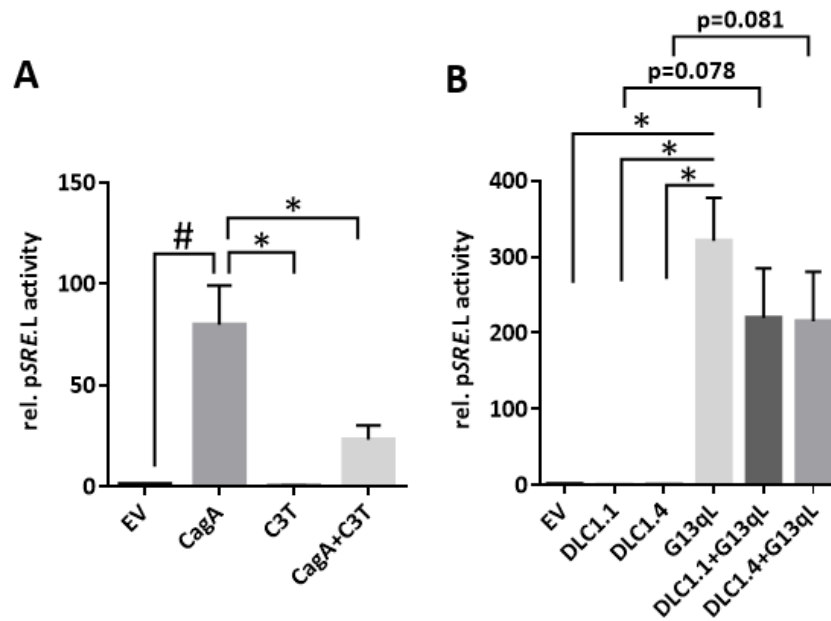 A
rel. pSRE.L activity
150
100
50
0
#
*
*
EV
CagA
C3T
CagA+C3T
B
p=0.081
p=0.078
*
*
*
rel. pSRE.L activity
400
300
200
100
0
EV
DLC1.1
DLC1.4
G13qL
DLC1.1+G13qL
DLC1.4+G13qL